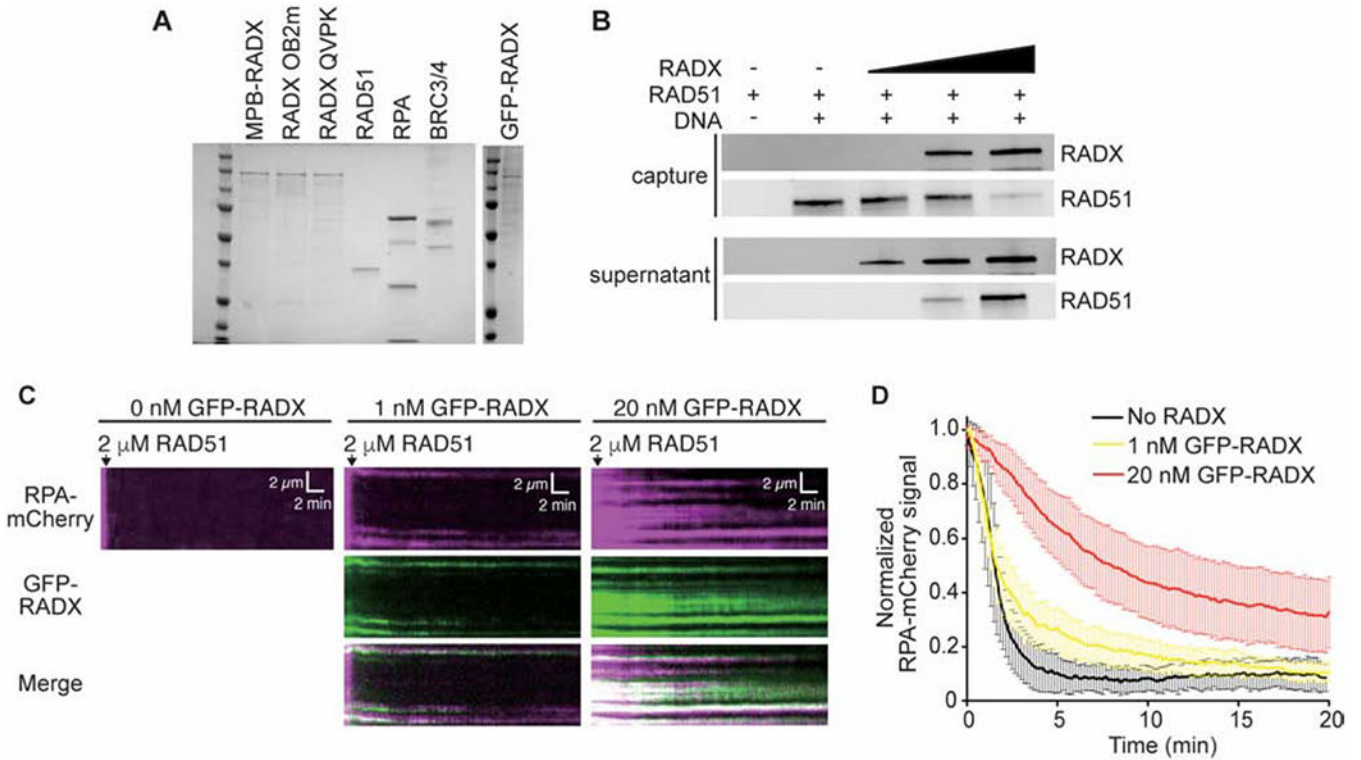 A
MPB-RADX
RADX OB2m
RADX QVPK
RAD51
RPA
BRC3/4
GFP-RADX
B
RADX - -
RAD51 + + + + +
DNA - + + + +
capture
RADX
RAD51
supernatant
RADX
RAD51
C
0 nM GFP-RADX 1 nM GFP-RADX 20 nM GFP-RADX
2 μM RAD51 2 μM RAD51 2 μM RAD51
RPA-
mCherry
2 μm 2 μm 2 μm
2 min 2 min 2 min
GFP-
RADX
Merge
D
No RADX
1 nM GFP-RADX
20 nM GFP-RADX
Normalized
RPA-mCherry signal
1.0
0.8
0.6
0.4
0.2
0
0 5 10 15 20
Time (min)